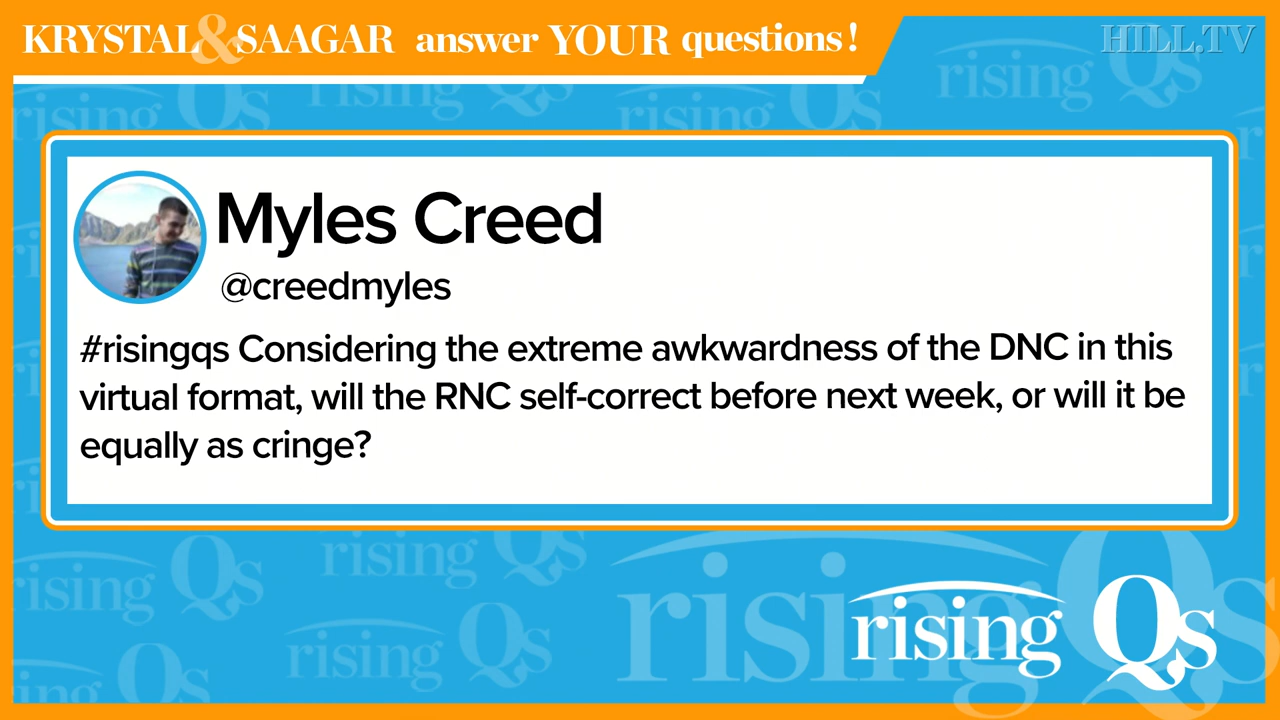 KRYSTAL & SAAGAR answer YOUR questions!
HILL.TV
Myles Creed
@creedmyles
#risingqs Considering the extreme awkwardness of the DNC in this
virtual format, will the RNC self-correct before next week, or will it be
equally as cringe?
rising Qs